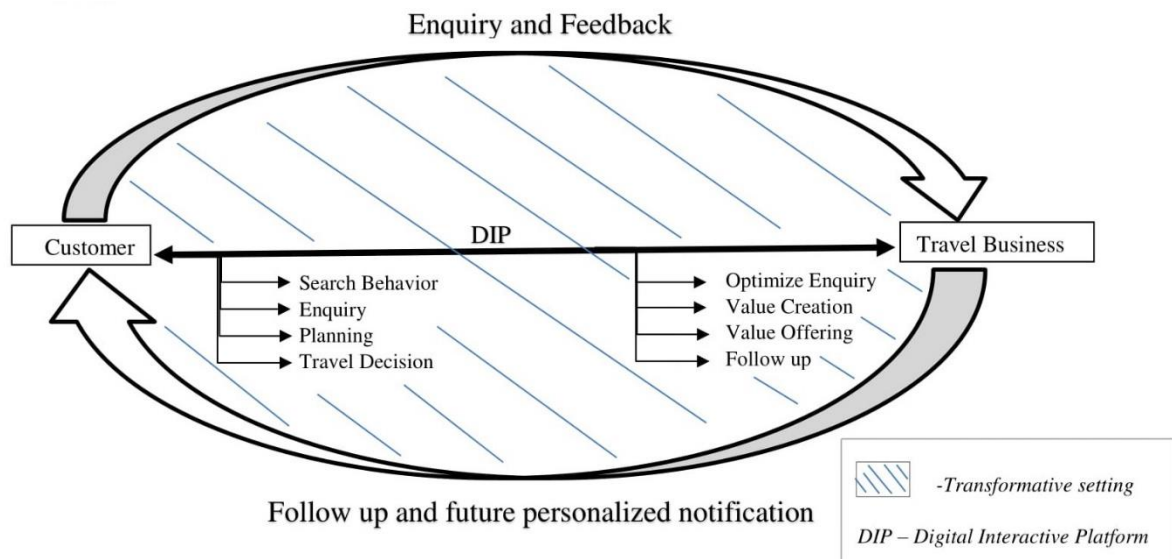 Enquiry and Feedback
Customer
DIP
Travel Business
Search Behavior
Enquiry
Planning
Travel Decision
Optimize Enquiry
Value Creation
Value Offering
Follow up
Follow up and future personalized notification
-Transformative setting
DIP – Digital Interactive Platform